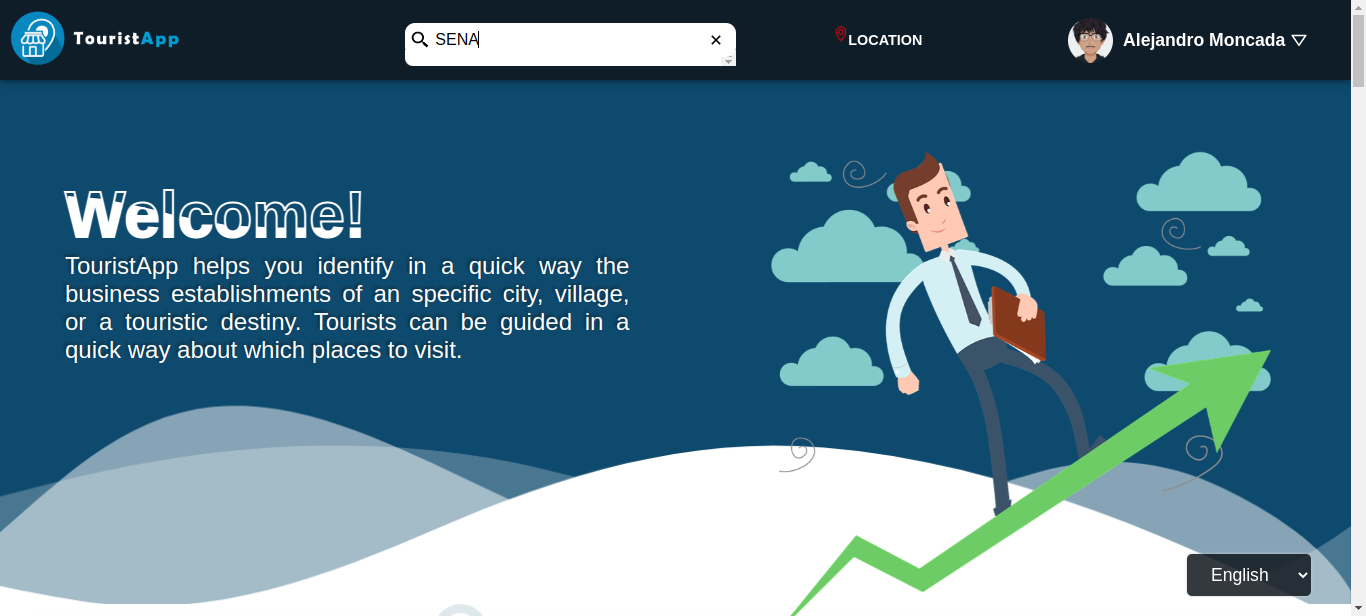 TouristApp
SENA
LOCATION
Alejandro Moncada
Welcome!
TouristApp helps you identify in a quick way the
business establishments of an specific city, village,
or a touristic destiny. Tourists can be guided in a
quick way about which places to visit.
English